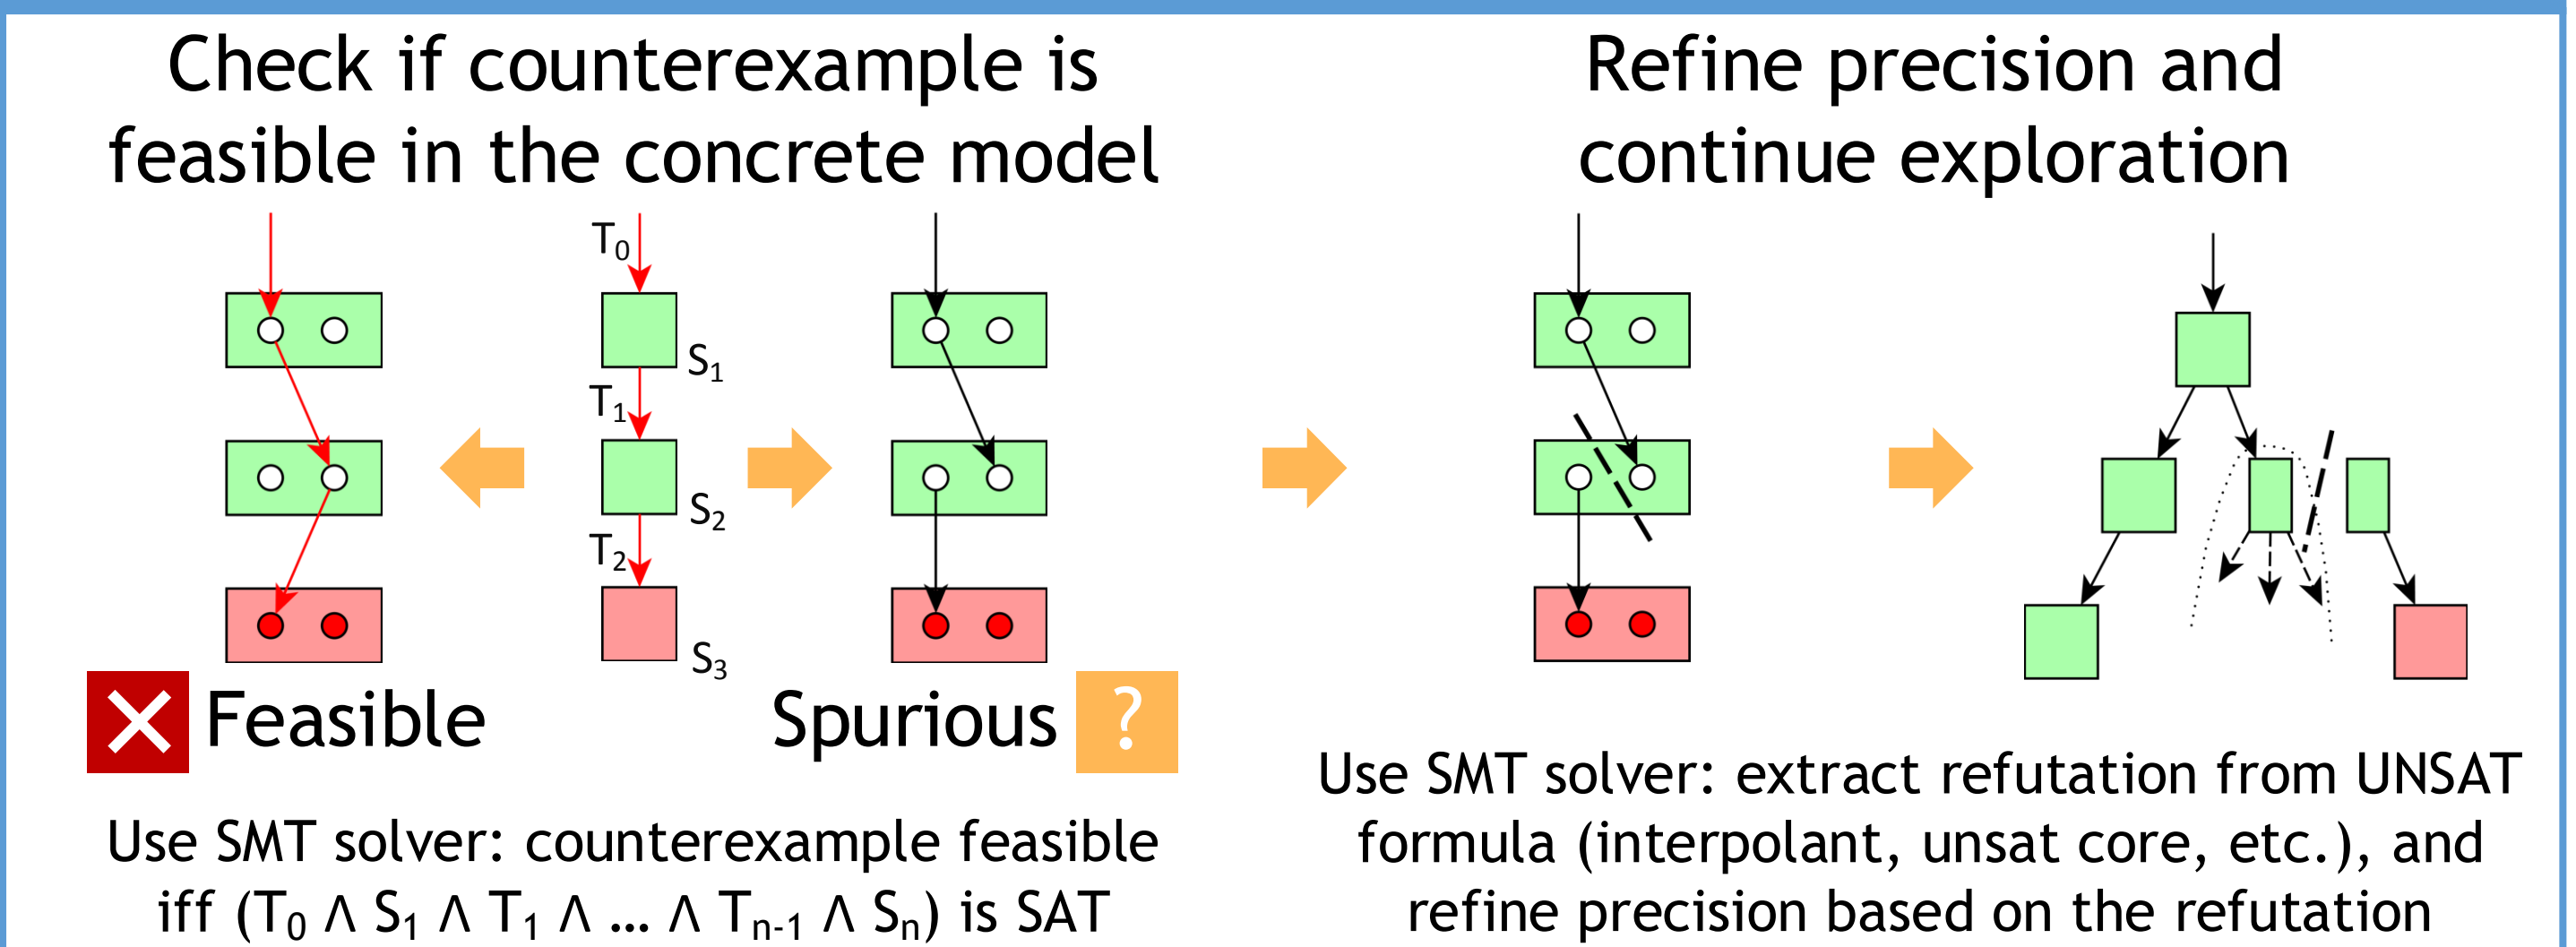 Check if counterexample is
feasible in the concrete model
T₀
S₁
T₁
S₂
T₂
S₃
Feasible
Spurious ?
Use SMT solver: counterexample feasible
iff (T₀ ∧ S₁ ∧ T₁ ∧ … ∧ Tₙ₋₁ ∧ Sₙ) is SAT
Refine precision and
continue exploration
Use SMT solver: extract refutation from UNSAT
formula (interpolant, unsat core, etc.), and
refine precision based on the refutation